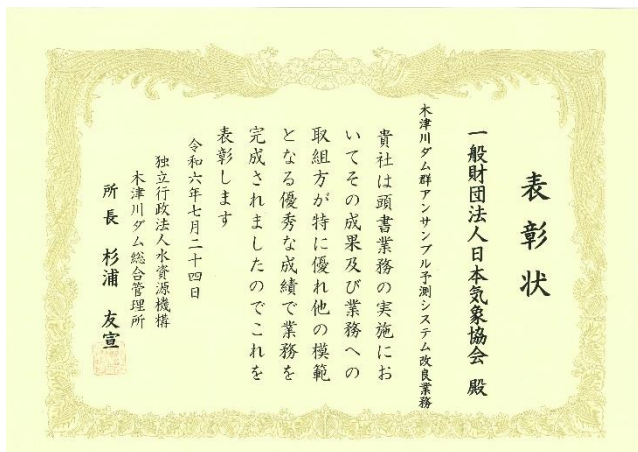 表彰状
一般財団法人日本気象協会 殿
木津川ダム群アンサンブル予測システム改良業務
貴社は頭書業務の実施にお
いてその成果及び業務への
取組方が特に優れ他の模範
となる優秀な成績で業務を
完成されましたのでこれを
表彰します
令和六年七月二十四日
独立行政法人水資源機構
木津川ダム総合管理所
所長 杉浦 友宣